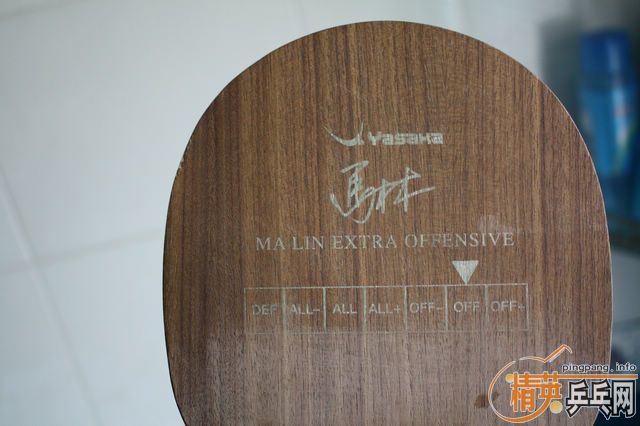 Yasaka
馬林
MA LIN EXTRA OFFENSIVE
DEF ALL- ALL ALL+ OFF- OFF OFF+
pingpang.info
精英乒乓网